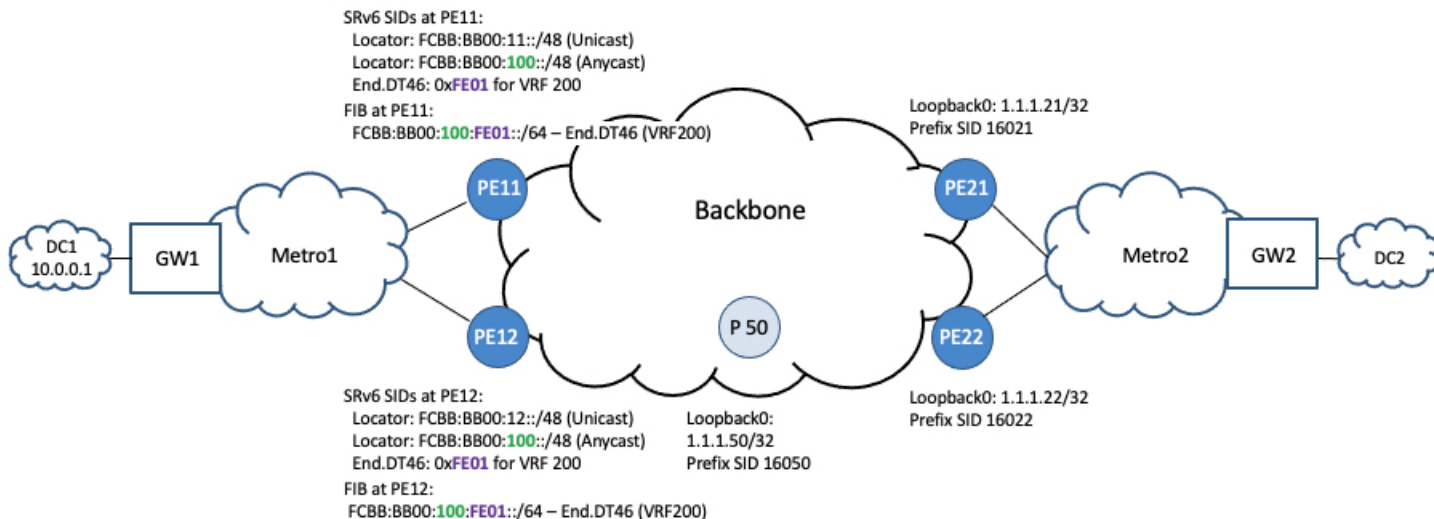 SRv6 SIDs at PE11:
Locator: FCBB:BB00:11::/48 (Unicast)
Locator: FCBB:BB00:100::/48 (Anycast)
End.DT46: 0xFE01 for VRF 200
FIB at PE11:
FCBB:BB00:100:FE01::/64 – End.DT46 (VRF200)
Loopback0: 1.1.1.21/32
Prefix SID 16021
PE11
PE21
Backbone
DC1
10.0.0.1
GW1
Metro1
Metro2
GW2
DC2
PE12
P 50
PE22
SRv6 SIDs at PE12:
Locator: FCBB:BB00:12::/48 (Unicast)
Locator: FCBB:BB00:100::/48 (Anycast)
End.DT46: 0xFE01 for VRF 200
FIB at PE12:
FCBB:BB00:100:FE01::/64 – End.DT46 (VRF200)
Loopback0:
1.1.1.50/32
Prefix SID 16050
Loopback0: 1.1.1.22/32
Prefix SID 16022